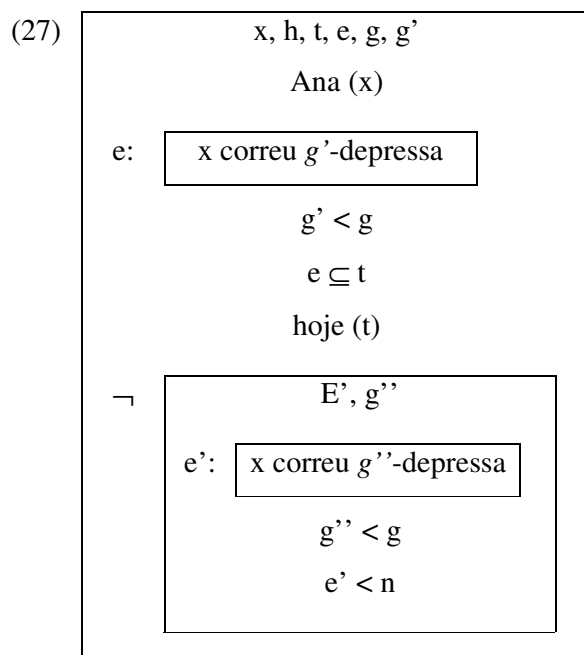 (27) x, h, t, e, g, g’
Ana (x)
e: x correu g’-depressa
g’ < g
e ⊆ t
hoje (t)
¬ E’, g’’
e’: x correu g’’-depressa
g’’ < g
e’ < n